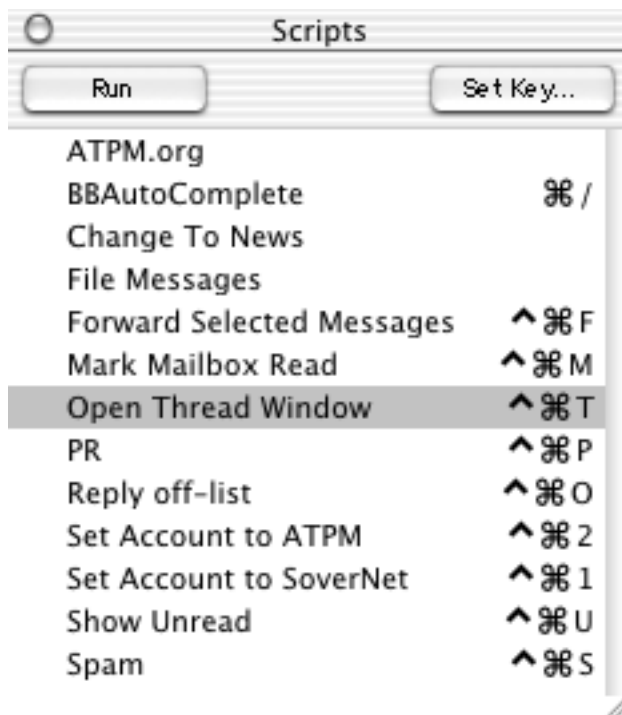 Scripts
Run Set Key...
ATPM.org
BBAutoComplete ⌘ /
Change To News
File Messages
Forward Selected Messages ^⌘F
Mark Mailbox Read ^⌘M
Open Thread Window ^⌘T
PR ^⌘P
Reply off-list ^⌘O
Set Account to ATPM ^⌘2
Set Account to SoverNet ^⌘1
Show Unread ^⌘U
Spam ^⌘S